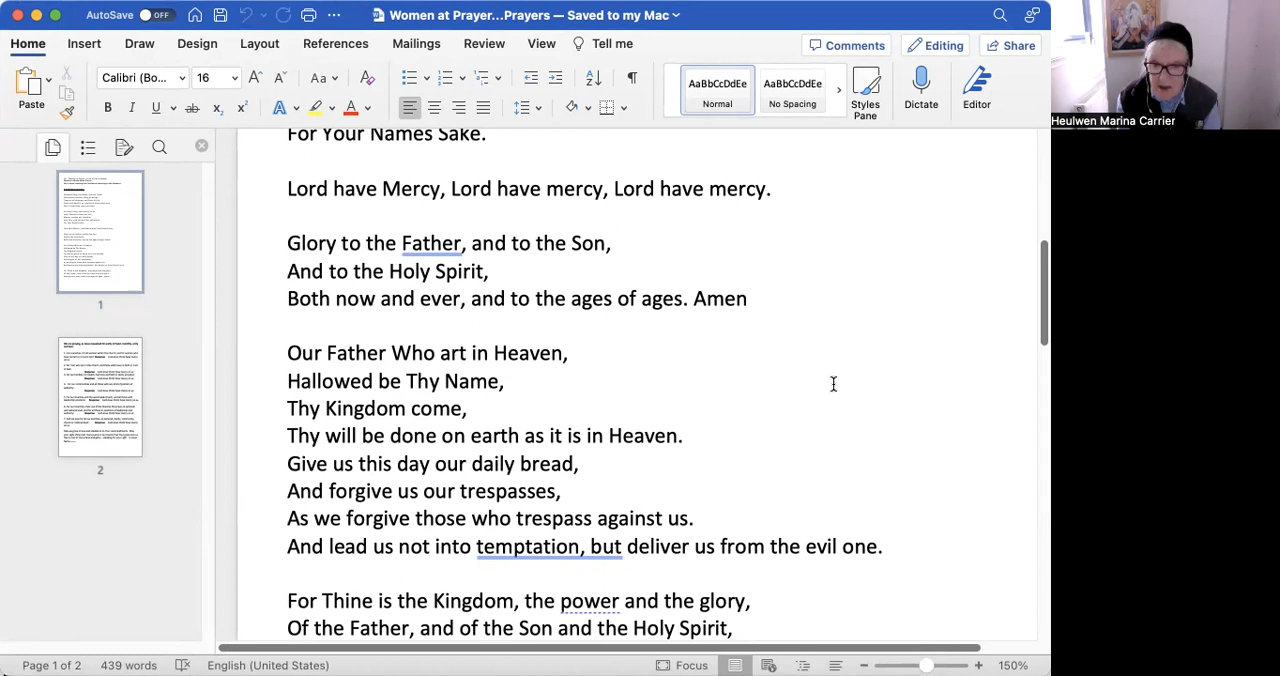 AutoSave OFF Women at Prayer...Prayers — Saved to my Mac
Home Insert Draw Design Layout References Mailings Review View Tell me Comments Editing Share
Paste Calibri (Bo... 16 Aa AaBbCcDdEe Normal AaBbCcDdEe No Spacing Styles Pane Dictate Editor
Heulwen Marina Carrier
For Your Names Sake.
Lord have Mercy, Lord have mercy, Lord have mercy.
Glory to the Father, and to the Son,
And to the Holy Spirit,
Both now and ever, and to the ages of ages. Amen
Our Father Who art in Heaven,
Hallowed be Thy Name,
Thy Kingdom come,
Thy will be done on earth as it is in Heaven.
Give us this day our daily bread,
And forgive us our trespasses,
As we forgive those who trespass against us.
And lead us not into temptation, but deliver us from the evil one.
For Thine is the Kingdom, the power and the glory,
Of the Father, and of the Son and the Holy Spirit,
1
2
Page 1 of 2 439 words English (United States) Focus 150%